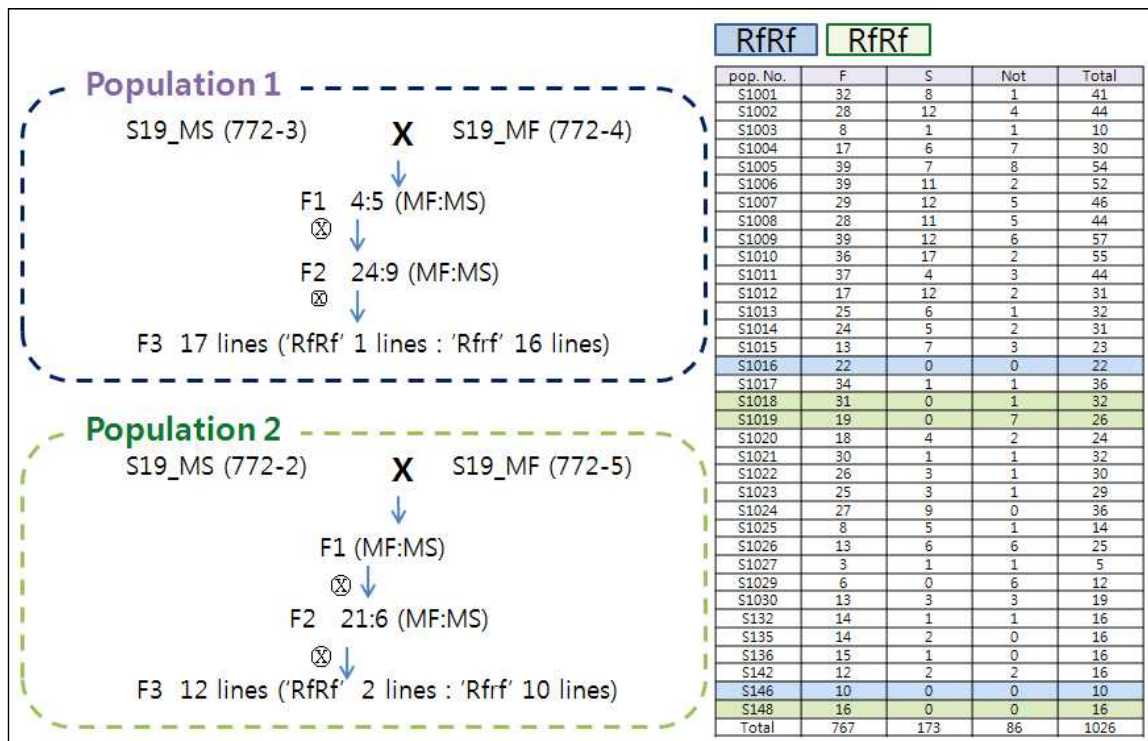 Population 1
S19_MS (772-3) X S19_MF (772-4)
F1 4:5 (MF:MS)
ⓧ
F2 24:9 (MF:MS)
ⓧ
F3 17 lines ('RfRf' 1 lines : 'Rfrf' 16 lines)
Population 2
S19_MS (772-2) X S19_MF (772-5)
F1 (MF:MS)
ⓧ
F2 21:6 (MF:MS)
ⓧ
F3 12 lines ('RfRf' 2 lines : 'Rfrf' 10 lines)
RfRf RfRf
pop. No. F S Not Total
S1001 32 8 1 41
S1002 28 12 4 44
S1003 8 1 1 10
S1004 17 6 7 30
S1005 39 7 8 54
S1006 39 11 2 52
S1007 29 12 5 46
S1008 28 11 5 44
S1009 39 12 6 57
S1010 36 17 2 55
S1011 37 4 3 44
S1012 17 12 2 31
S1013 25 6 1 32
S1014 24 5 2 31
S1015 13 7 3 23
S1016 22 0 0 22
S1017 34 1 1 36
S1018 31 0 1 32
S1019 19 0 7 26
S1020 18 4 2 24
S1021 30 1 1 32
S1022 26 3 1 30
S1023 25 3 1 29
S1024 27 9 0 36
S1025 8 5 1 14
S1026 13 6 6 25
S1027 3 1 1 5
S1029 6 0 6 12
S1030 13 3 3 19
S132 14 1 1 16
S135 14 2 0 16
S136 15 1 0 16
S142 12 2 2 16
S146 10 0 0 10
S148 16 0 0 16
Total 767 173 86 1026